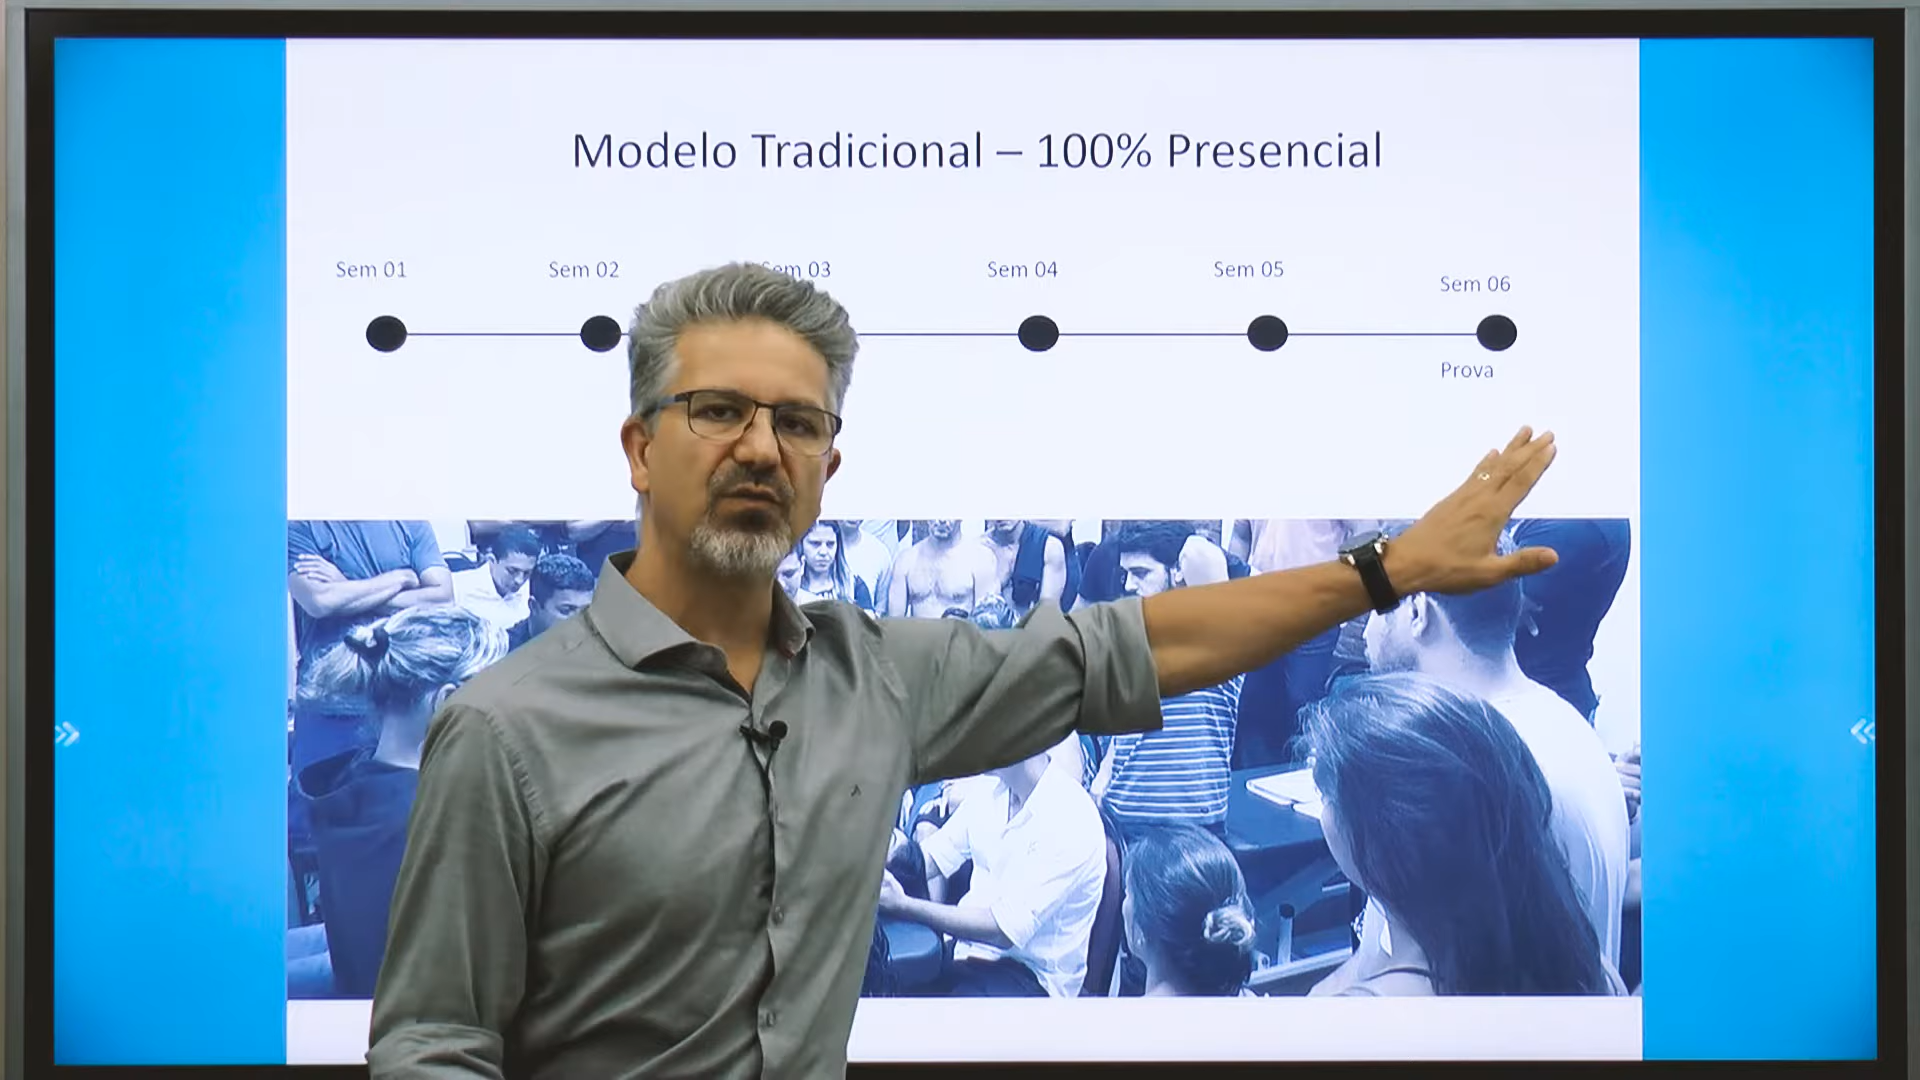 Modelo Tradicional – 100% Presencial
Sem 01
Sem 02
Sem 03
Sem 04
Sem 05
Sem 06
Prova